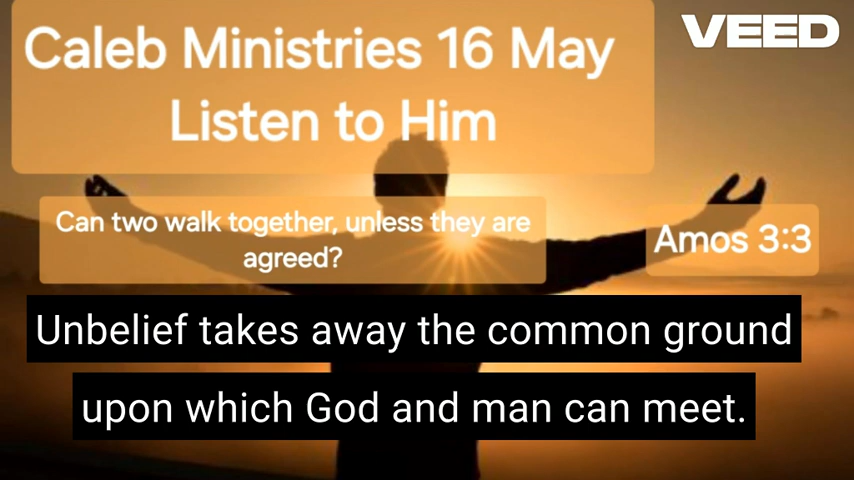 Caleb Ministries 16 May
VEED
Listen to Him
Can two walk together, unless they are
agreed?
Amos 3:3
Unbelief takes away the common ground
upon which God and man can meet.